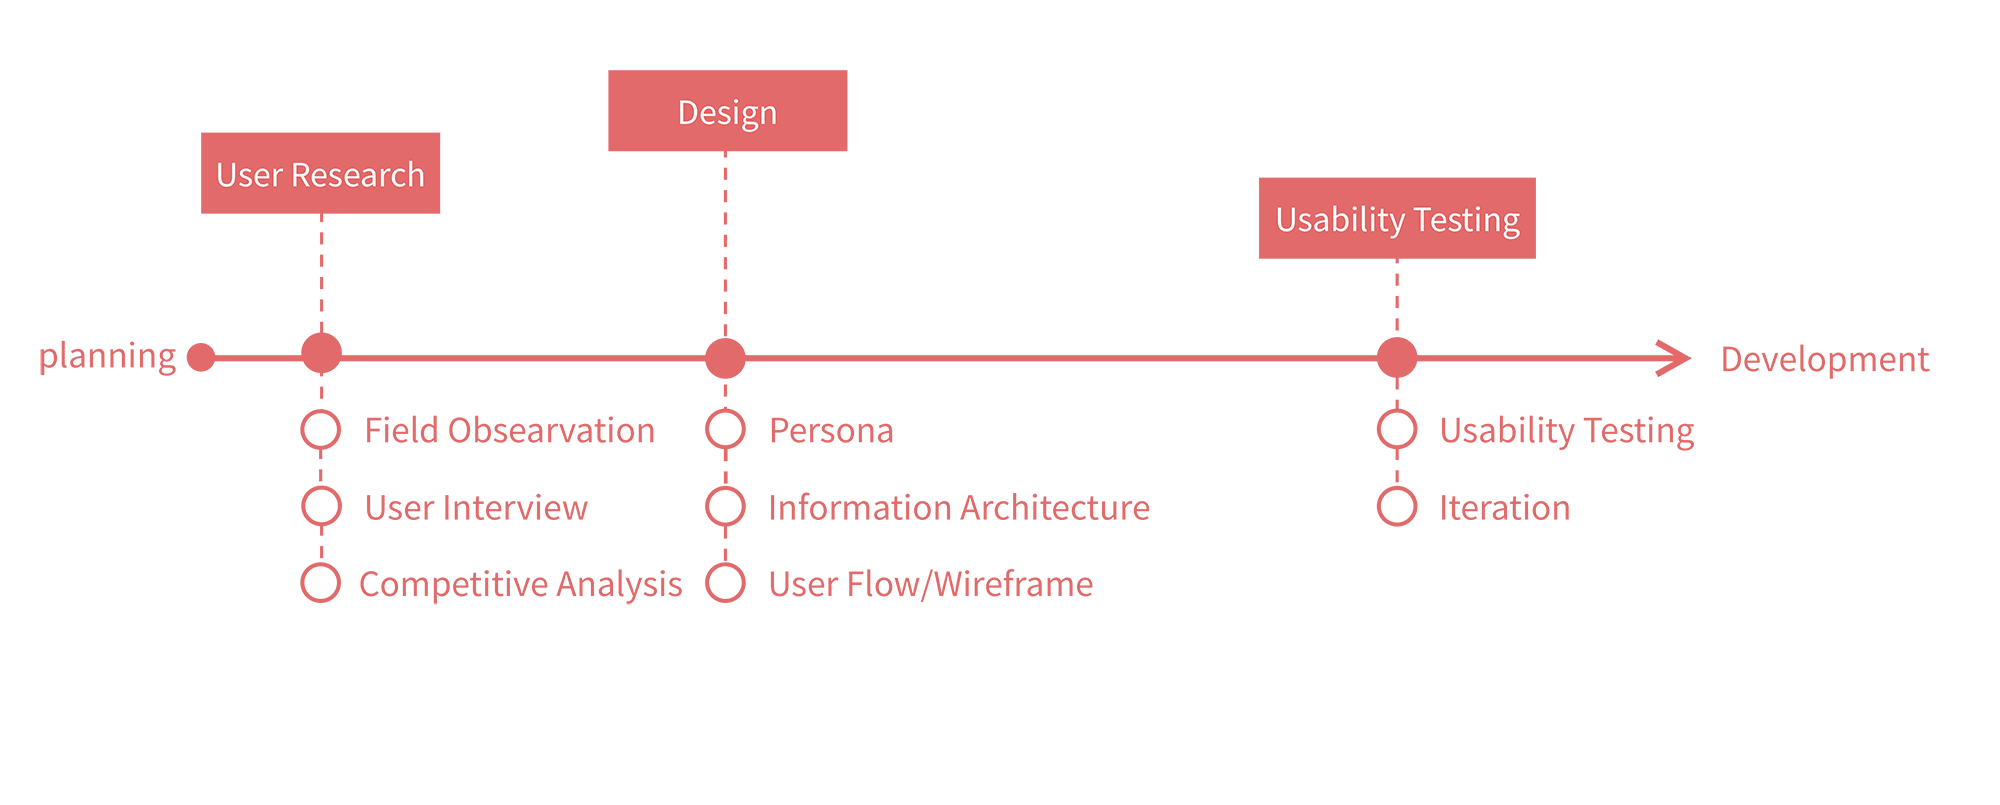 Design
User Research
Usability Testing
planning
Development
Field Obsearvation
User Interview
Competitive Analysis
Persona
Information Architecture
User Flow/Wireframe
Usability Testing
Iteration